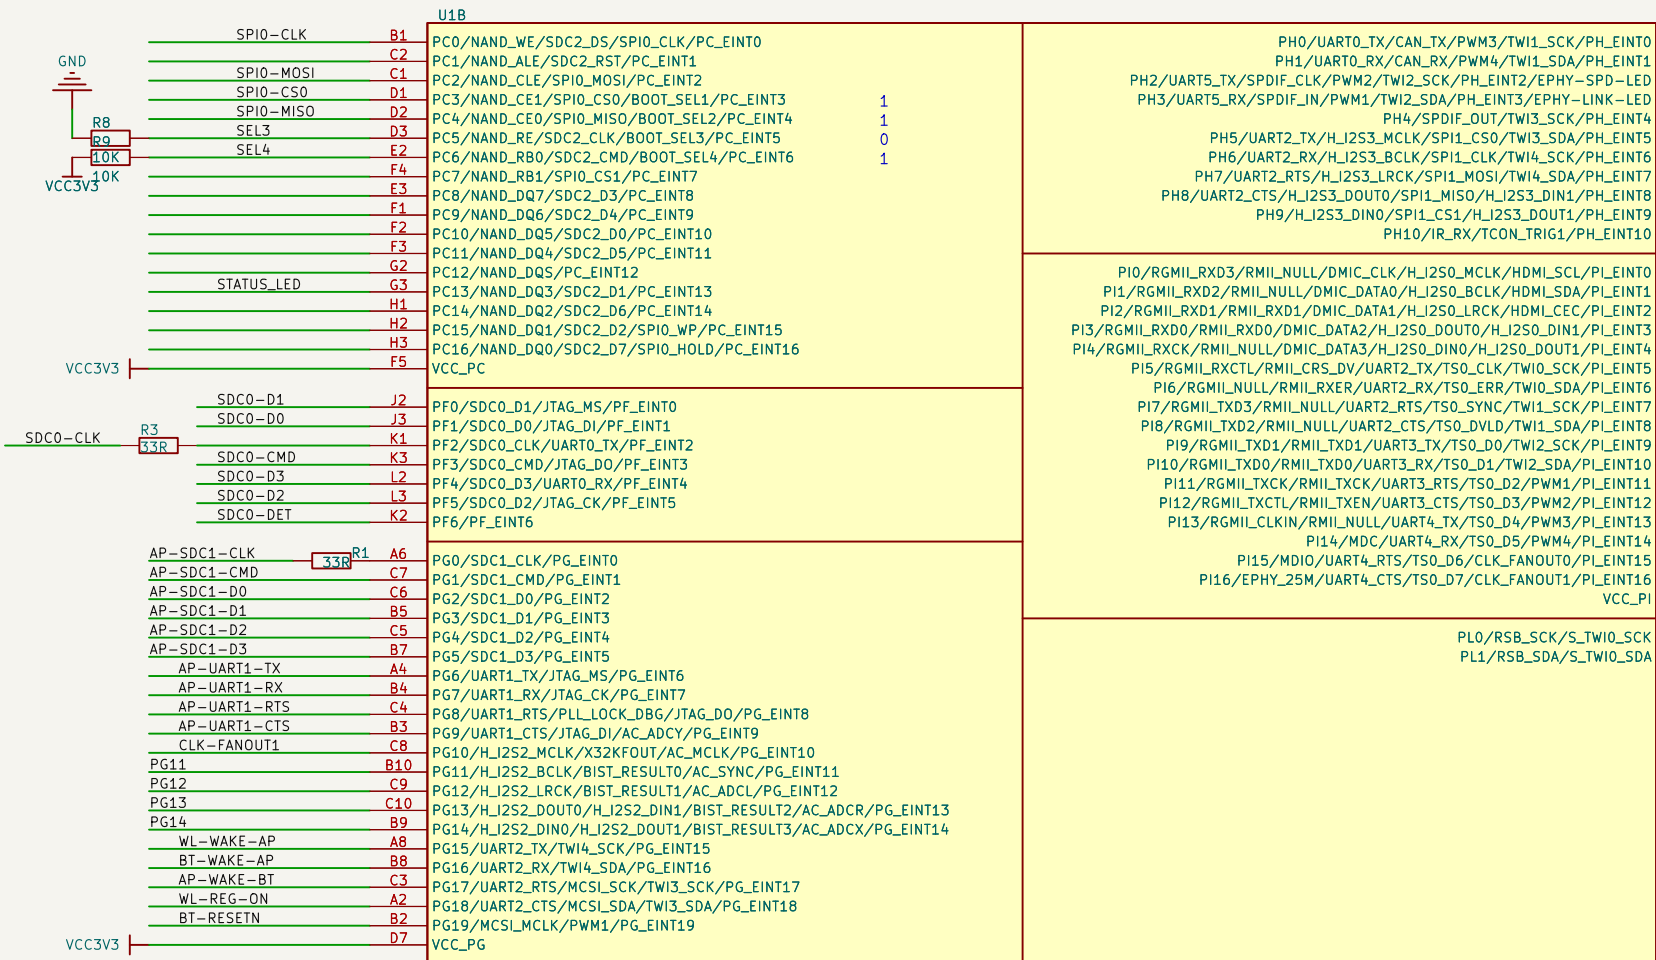 U1B
SPI0-CLK B1 PC0/NAND_WE/SDC2_DS/SPI0_CLK/PC_EINT0
C2 PC1/NAND_ALE/SDC2_RST/PC_EINT1
SPI0-MOSI C1 PC2/NAND_CLE/SPI0_MOSI/PC_EINT2
SPI0-CS0 D1 PC3/NAND_CE1/SPI0_CS0/BOOT_SEL1/PC_EINT3 1
SPI0-MISO D2 PC4/NAND_CE0/SPI0_MISO/BOOT_SEL2/PC_EINT4 1
SEL3 D3 PC5/NAND_RE/SDC2_CLK/BOOT_SEL3/PC_EINT5 0
SEL4 E2 PC6/NAND_RB0/SDC2_CMD/BOOT_SEL4/PC_EINT6 1
F4 PC7/NAND_RB1/SPI0_CS1/PC_EINT7
E3 PC8/NAND_DQ7/SDC2_D3/PC_EINT8
F1 PC9/NAND_DQ6/SDC2_D4/PC_EINT9
F2 PC10/NAND_DQ5/SDC2_D0/PC_EINT10
F3 PC11/NAND_DQ4/SDC2_D5/PC_EINT11
G2 PC12/NAND_DQS/PC_EINT12
STATUS_LED G3 PC13/NAND_DQ3/SDC2_D1/PC_EINT13
H1 PC14/NAND_DQ2/SDC2_D6/PC_EINT14
H2 PC15/NAND_DQ1/SDC2_D2/SPI0_WP/PC_EINT15
H3 PC16/NAND_DQ0/SDC2_D7/SPI0_HOLD/PC_EINT16
VCC3V3 F5 VCC_PC
GND
R8
R9
10K
10K
VCC3V3
SDC0-D1 J2 PF0/SDC0_D1/JTAG_MS/PF_EINT0
SDC0-D0 J3 PF1/SDC0_D0/JTAG_DI/PF_EINT1
R3
SDC0-CLK 33R K1 PF2/SDC0_CLK/UART0_TX/PF_EINT2
SDC0-CMD K3 PF3/SDC0_CMD/JTAG_DO/PF_EINT3
SDC0-D3 L2 PF4/SDC0_D3/UART0_RX/PF_EINT4
SDC0-D2 L3 PF5/SDC0_D2/JTAG_CK/PF_EINT5
SDC0-DET K2 PF6/PF_EINT6
AP-SDC1-CLK 33R R1 A6 PG0/SDC1_CLK/PG_EINT0
AP-SDC1-CMD C7 PG1/SDC1_CMD/PG_EINT1
AP-SDC1-D0 C6 PG2/SDC1_D0/PG_EINT2
AP-SDC1-D1 B5 PG3/SDC1_D1/PG_EINT3
AP-SDC1-D2 C5 PG4/SDC1_D2/PG_EINT4
AP-SDC1-D3 B7 PG5/SDC1_D3/PG_EINT5
AP-UART1-TX A4 PG6/UART1_TX/JTAG_MS/PG_EINT6
AP-UART1-RX B4 PG7/UART1_RX/JTAG_CK/PG_EINT7
AP-UART1-RTS C4 PG8/UART1_RTS/PLL_LOCK_DBG/JTAG_DO/PG_EINT8
AP-UART1-CTS B3 PG9/UART1_CTS/JTAG_DI/AC_ADCY/PG_EINT9
CLK-FANOUT1 C8 PG10/H_I2S2_MCLK/X32KFOUT/AC_MCLK/PG_EINT10
PG11 B10 PG11/H_I2S2_BCLK/BIST_RESULT0/AC_SYNC/PG_EINT11
PG12 C9 PG12/H_I2S2_LRCK/BIST_RESULT1/AC_ADCL/PG_EINT12
PG13 C10 PG13/H_I2S2_DOUT0/H_I2S2_DIN1/BIST_RESULT2/AC_ADCR/PG_EINT13
PG14 B9 PG14/H_I2S2_DIN0/H_I2S2_DOUT1/BIST_RESULT3/AC_ADCX/PG_EINT14
WL-WAKE-AP A8 PG15/UART2_TX/TWI4_SCK/PG_EINT15
BT-WAKE-AP B8 PG16/UART2_RX/TWI4_SDA/PG_EINT16
AP-WAKE-BT C3 PG17/UART2_RTS/MCSI_SCK/TWI3_SCK/PG_EINT17
WL-REG-ON A2 PG18/UART2_CTS/MCSI_SDA/TWI3_SDA/PG_EINT18
BT-RESETN B2 PG19/MCSI_MCLK/PWM1/PG_EINT19
VCC3V3 D7 VCC_PG
PH0/UART0_TX/CAN_TX/PWM3/TWI1_SCK/PH_EINT0
PH1/UART0_RX/CAN_RX/PWM4/TWI1_SDA/PH_EINT1
PH2/UART5_TX/SPDIF_CLK/PWM2/TWI2_SCK/PH_EINT2/EPHY-SPD-LED
PH3/UART5_RX/SPDIF_IN/PWM1/TWI2_SDA/PH_EINT3/EPHY-LINK-LED
PH4/SPDIF_OUT/TWI3_SCK/PH_EINT4
PH5/UART2_TX/H_I2S3_MCLK/SPI1_CS0/TWI3_SDA/PH_EINT5
PH6/UART2_RX/H_I2S3_BCLK/SPI1_CLK/TWI4_SCK/PH_EINT6
PH7/UART2_RTS/H_I2S3_LRCK/SPI1_MOSI/TWI4_SDA/PH_EINT7
PH8/UART2_CTS/H_I2S3_DOUT0/SPI1_MISO/H_I2S3_DIN1/PH_EINT8
PH9/H_I2S3_DIN0/SPI1_CS1/H_I2S3_DOUT1/PH_EINT9
PH10/IR_RX/TCON_TRIG1/PH_EINT10
PI0/RGMII_RXD3/RMII_NULL/DMIC_CLK/H_I2S0_MCLK/HDMI_SCL/PI_EINT0
PI1/RGMII_RXD2/RMII_NULL/DMIC_DATA0/H_I2S0_BCLK/HDMI_SDA/PI_EINT1
PI2/RGMII_RXD1/RMII_RXD1/DMIC_DATA1/H_I2S0_LRCK/HDMI_CEC/PI_EINT2
PI3/RGMII_RXD0/RMII_RXD0/DMIC_DATA2/H_I2S0_DOUT0/H_I2S0_DIN1/PI_EINT3
PI4/RGMII_RXCK/RMII_NULL/DMIC_DATA3/H_I2S0_DIN0/H_I2S0_DOUT1/PI_EINT4
PI5/RGMII_RXCTL/RMII_CRS_DV/UART2_TX/TS0_CLK/TWI0_SCK/PI_EINT5
PI6/RGMII_NULL/RMII_RXER/UART2_RX/TS0_ERR/TWI0_SDA/PI_EINT6
PI7/RGMII_TXD3/RMII_NULL/UART2_RTS/TS0_SYNC/TWI1_SCK/PI_EINT7
PI8/RGMII_TXD2/RMII_NULL/UART2_CTS/TS0_DVLD/TWI1_SDA/PI_EINT8
PI9/RGMII_TXD1/RMII_TXD1/UART3_TX/TS0_D0/TWI2_SCK/PI_EINT9
PI10/RGMII_TXD0/RMII_TXD0/UART3_RX/TS0_D1/TWI2_SDA/PI_EINT10
PI11/RGMII_TXCK/RMII_TXCK/UART3_RTS/TS0_D2/PWM1/PI_EINT11
PI12/RGMII_TXCTL/RMII_TXEN/UART3_CTS/TS0_D3/PWM2/PI_EINT12
PI13/RGMII_CLKIN/RMII_NULL/UART4_TX/TS0_D4/PWM3/PI_EINT13
PI14/MDC/UART4_RX/TS0_D5/PWM4/PI_EINT14
PI15/MDIO/UART4_RTS/TS0_D6/CLK_FANOUT0/PI_EINT15
PI16/EPHY_25M/UART4_CTS/TS0_D7/CLK_FANOUT1/PI_EINT16
VCC_PI
PL0/RSB_SCK/S_TWI0_SCK
PL1/RSB_SDA/S_TWI0_SDA